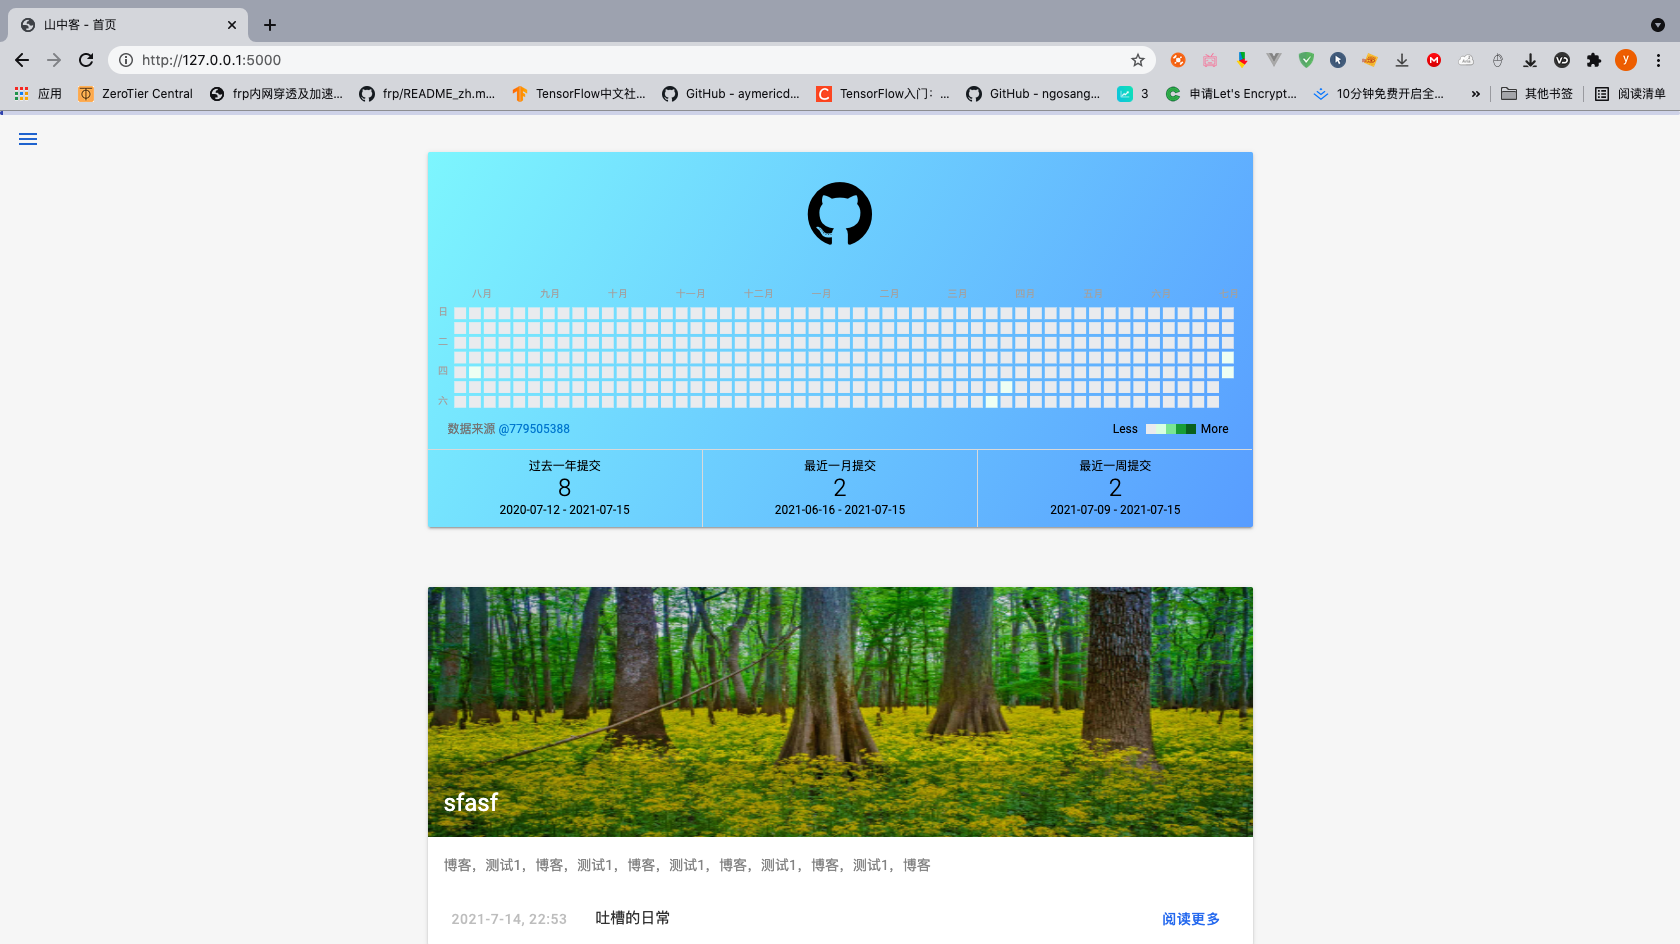 山中客 - 首页
http://127.0.0.1:5000
y
应用
ZeroTier Central
frp内网穿透及加速...
frp/README_zh.m...
TensorFlow中文社...
GitHub - aymericd...
TensorFlow入门：...
GitHub - ngosang...
3
申请Let's Encrypt...
10分钟免费开启全...
»
其他书签
阅读清单
八月 九月 十月 十一月 十二月 一月 二月 三月 四月 五月 六月 七月
日
二
四
六
数据来源 @779505388
Less More
过去一年提交
8
2020-07-12 - 2021-07-15
最近一月提交
2
2021-06-16 - 2021-07-15
最近一周提交
2
2021-07-09 - 2021-07-15
sfasf
博客，测试1，博客，测试1，博客，测试1，博客，测试1，博客，测试1，博客
2021-7-14, 22:53 吐槽的日常 阅读更多